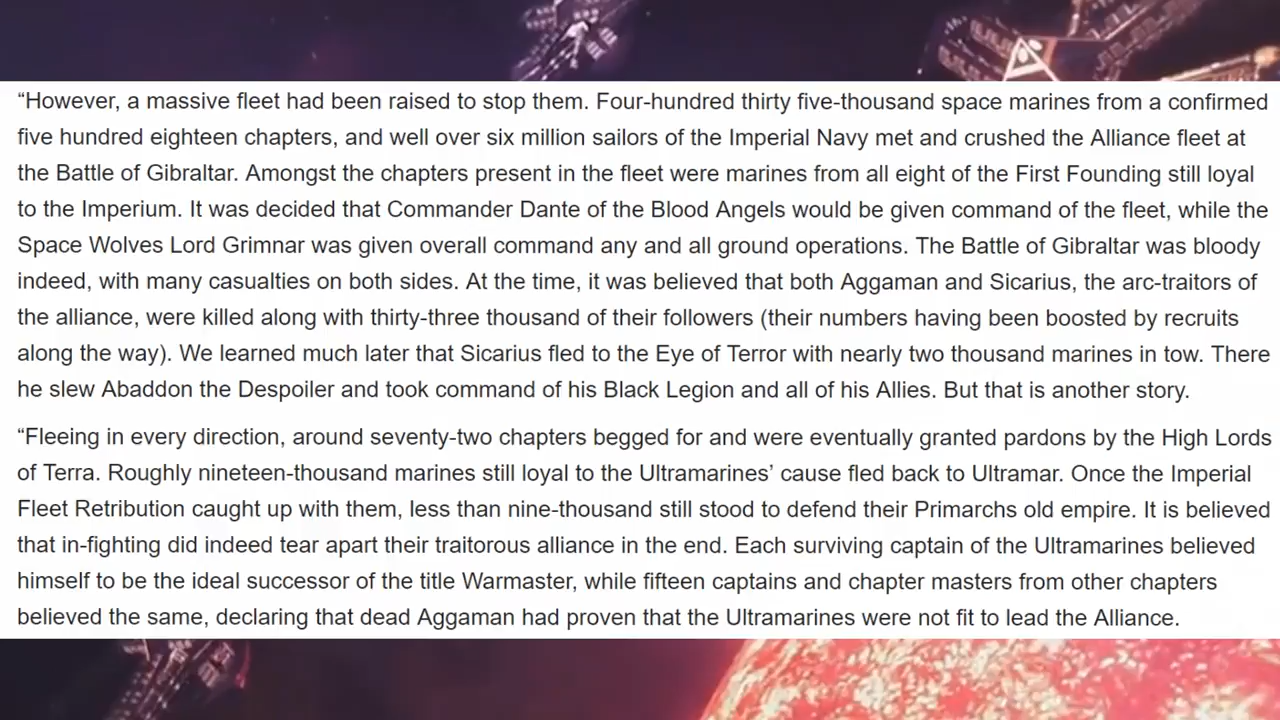 “However, a massive fleet had been raised to stop them. Four-hundred thirty five-thousand space marines from a confirmed
five hundred eighteen chapters, and well over six million sailors of the Imperial Navy met and crushed the Alliance fleet at
the Battle of Gibraltar. Amongst the chapters present in the fleet were marines from all eight of the First Founding still loyal
to the Imperium. It was decided that Commander Dante of the Blood Angels would be given command of the fleet, while the
Space Wolves Lord Grimnar was given overall command any and all ground operations. The Battle of Gibraltar was bloody
indeed, with many casualties on both sides. At the time, it was believed that both Aggaman and Sicarius, the arc-traitors of
the alliance, were killed along with thirty-three thousand of their followers (their numbers having been boosted by recruits
along the way). We learned much later that Sicarius fled to the Eye of Terror with nearly two thousand marines in tow. There
he slew Abaddon the Despoiler and took command of his Black Legion and all of his Allies. But that is another story.
“Fleeing in every direction, around seventy-two chapters begged for and were eventually granted pardons by the High Lords
of Terra. Roughly nineteen-thousand marines still loyal to the Ultramarines’ cause fled back to Ultramar. Once the Imperial
Fleet Retribution caught up with them, less than nine-thousand still stood to defend their Primarchs old empire. It is believed
that in-fighting did indeed tear apart their traitorous alliance in the end. Each surviving captain of the Ultramarines believed
himself to be the ideal successor of the title Warmaster, while fifteen captains and chapter masters from other chapters
believed the same, declaring that dead Aggaman had proven that the Ultramarines were not fit to lead the Alliance.